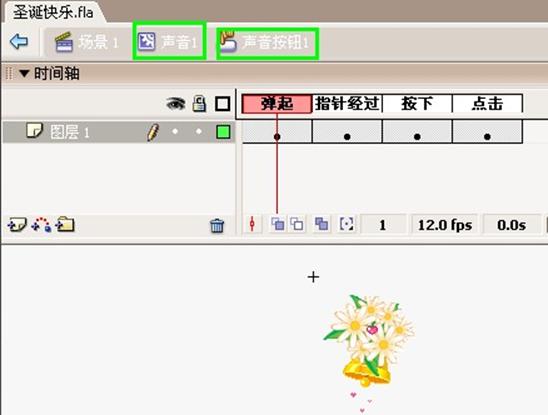 圣诞快乐.fla
场景 1 声音1 声音按钮1
时间轴
弹起 指针经过 按下 点击
图层 1
1 12.0 fps 0.0s